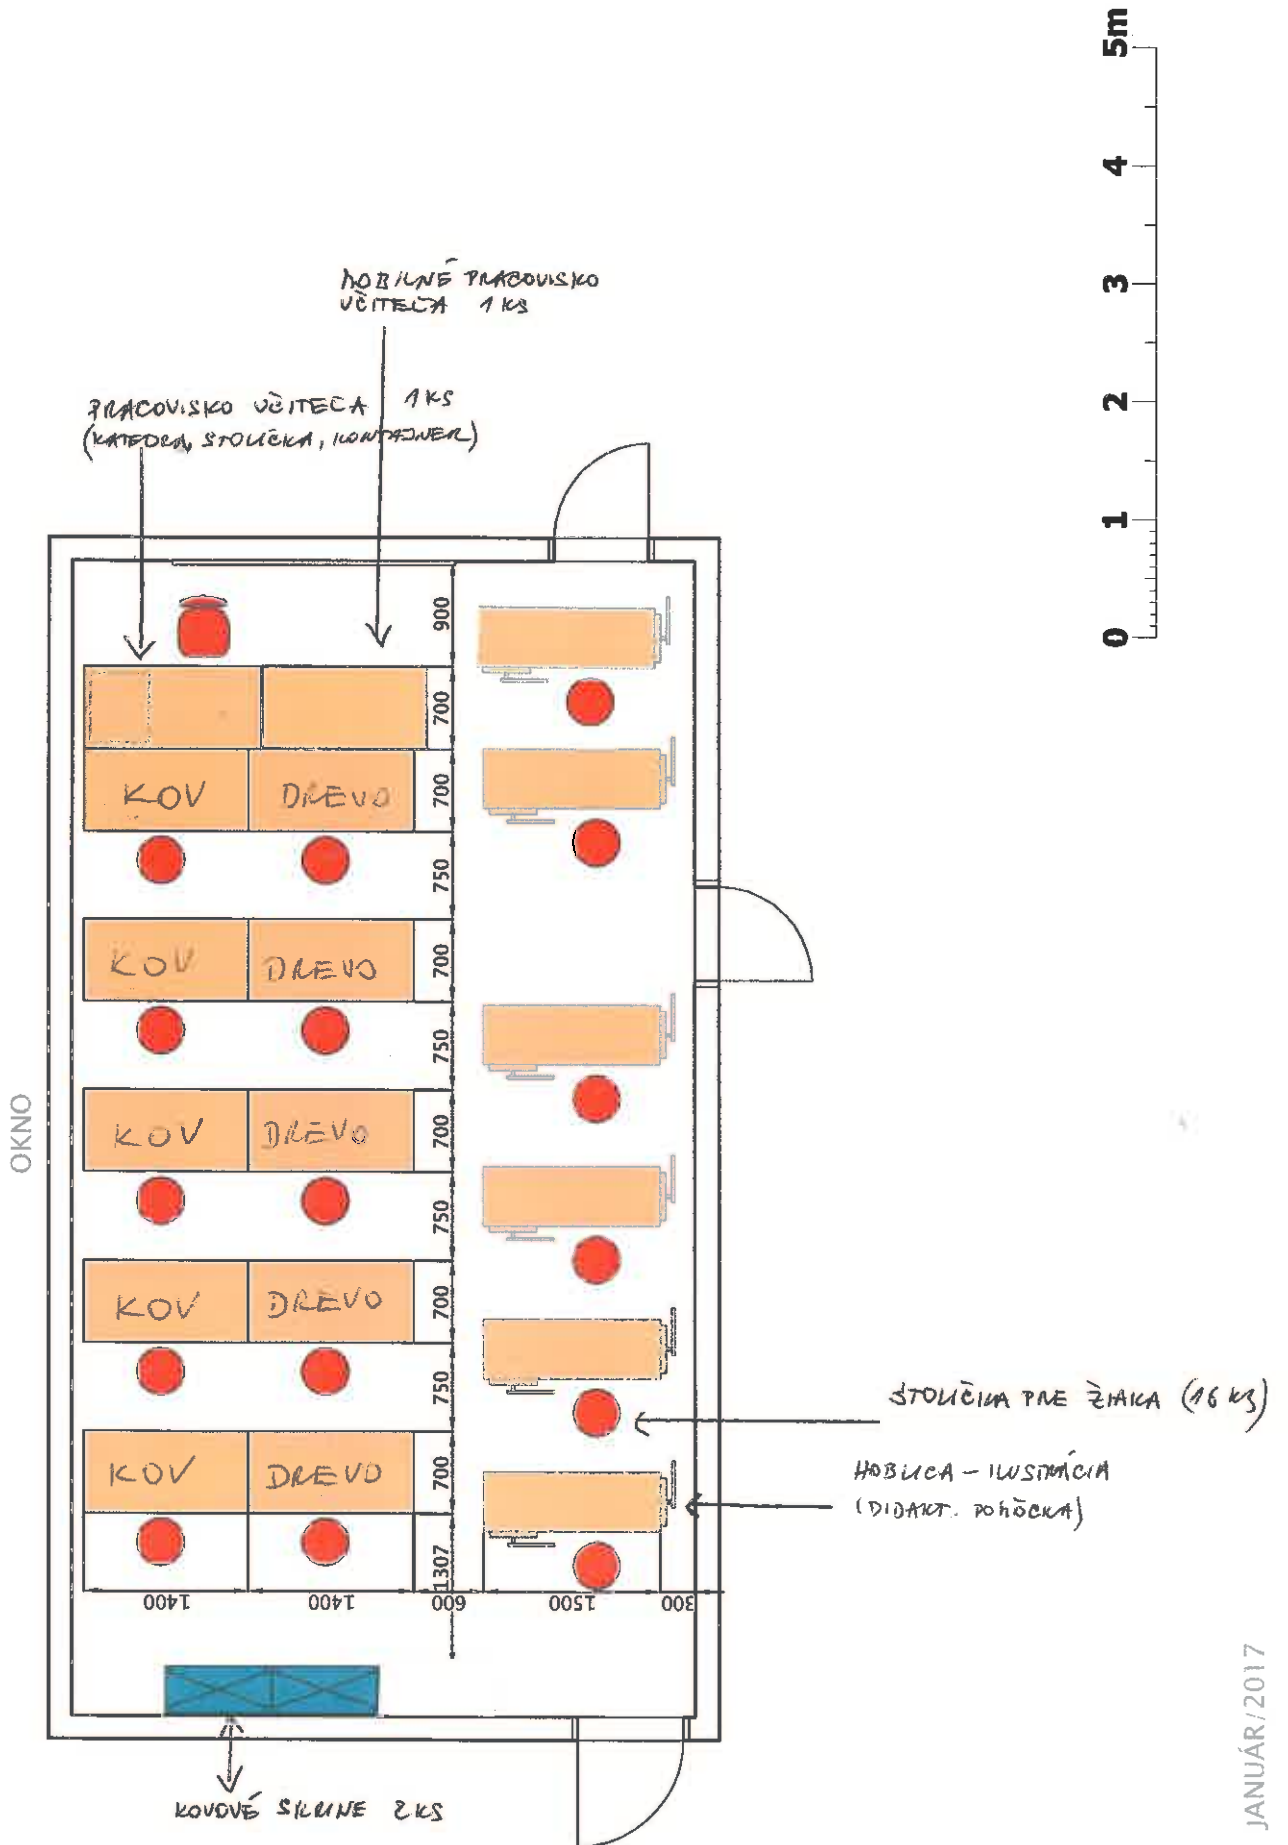 5m
4
3
2
1
0
MOBILNÉ PRACOVISKO
UČITEĽA 1 KS
PRACOVISKO UČITEĽA 1 KS
(KATEDRA, STOLIČKA, KONTAJNER)
900
700
KOV DREVO 700
750
KOV DREVO 700
750
KOV DREVO 700
750
KOV DREVO 700
750
KOV DREVO 700
1307
1400 1400 600 1500 300
OKNO
STOLIČKA PRE ŽIAKA (16 KS)
HOBLICA - ILUSTRÁCIA
(DIDAKT. POMÔCKA)
KOVOVÉ SKRINE 2 KS
JANUÁR/2017